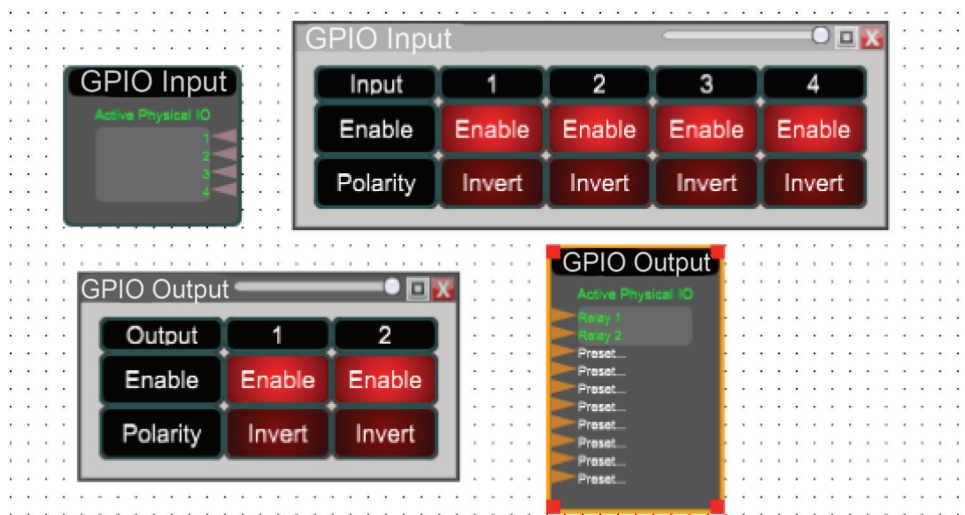 GPIO Input
Active Physical IO
1
2
3
4
GPIO Input
X
Input 1 2 3 4
Enable Enable Enable Enable Enable
Polarity Invert Invert Invert Invert
GPIO Output
X
Output 1 2
Enable Enable Enable
Polarity Invert Invert
GPIO Output
Active Physical IO
Relay 1
Relay 2
Preset...
Preset...
Preset...
Preset...
Preset...
Preset...
Preset...
Preset...